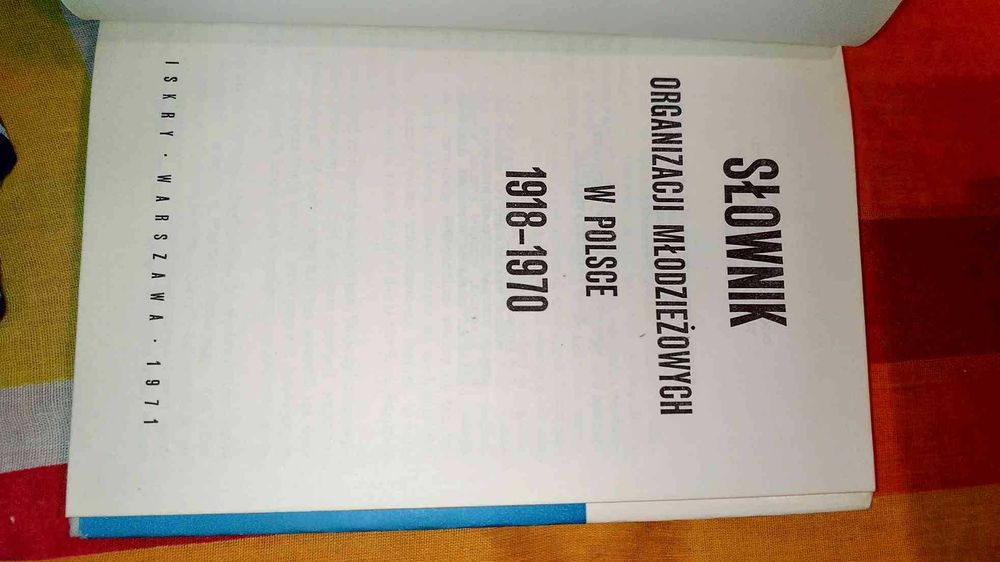 SŁOWNIK
ORGANIZACJI MŁODZIEŻOWYCH
W POLSCE
1918–1970
ISKRY · WARSZAWA · 1971